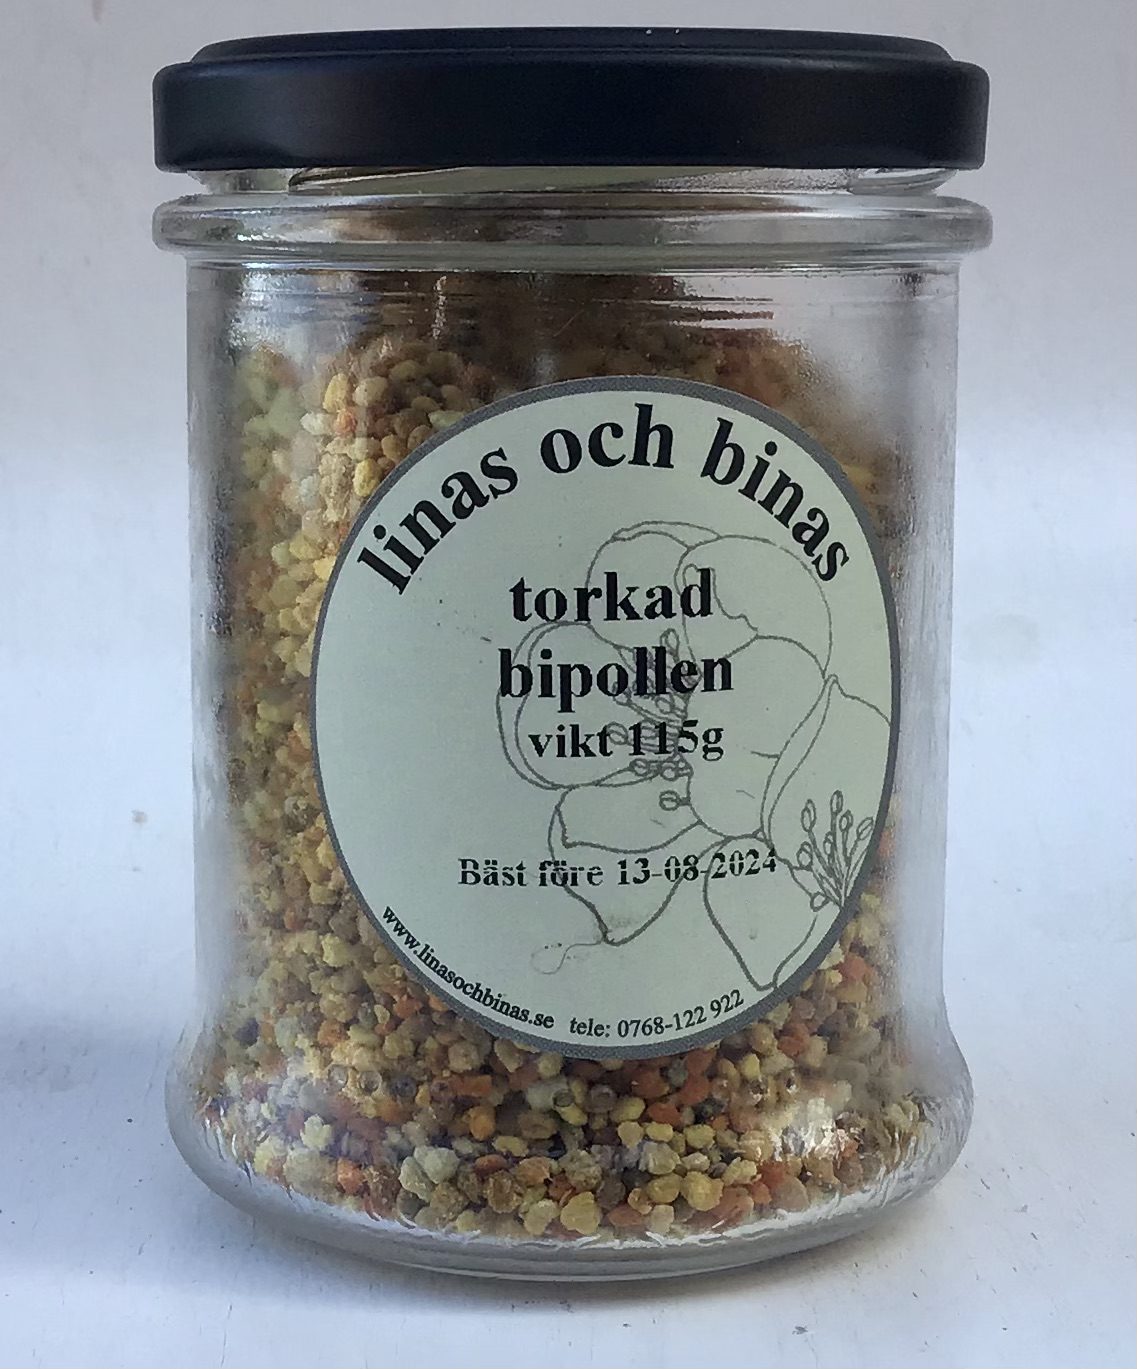 linas och binas
torkad
bipollen
vikt 115g
Bäst före 13-08-2024
www.linasochbinas.se tele: 0768-122 922